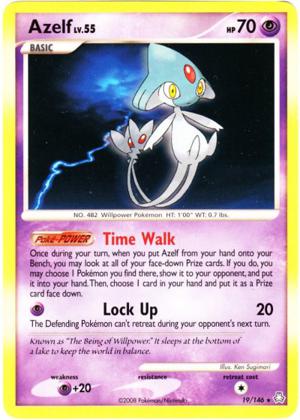 Azelf LV.55
HP 70
BASIC
NO. 482 Willpower Pokémon HT: 1'00" WT: 0.7 lbs.
Poké-POWER Time Walk
Once during your turn, when you put Azelf from your hand onto your
Bench, you may look at all of your face-down Prize cards. If you do, you
may choose 1 Pokémon you find there, show it to your opponent, and put
it into your hand. Then, choose 1 card in your hand and put it as a Prize
card face down.
Lock Up 20
The Defending Pokémon can't retreat during your opponent's next turn.
Known as "The Being of Willpower." It sleeps at the bottom of
a lake to keep the world in balance.
Illus. Ken Sugimori
weakness resistance retreat cost
+20
©2008 Pokémon/Nintendo
19/146